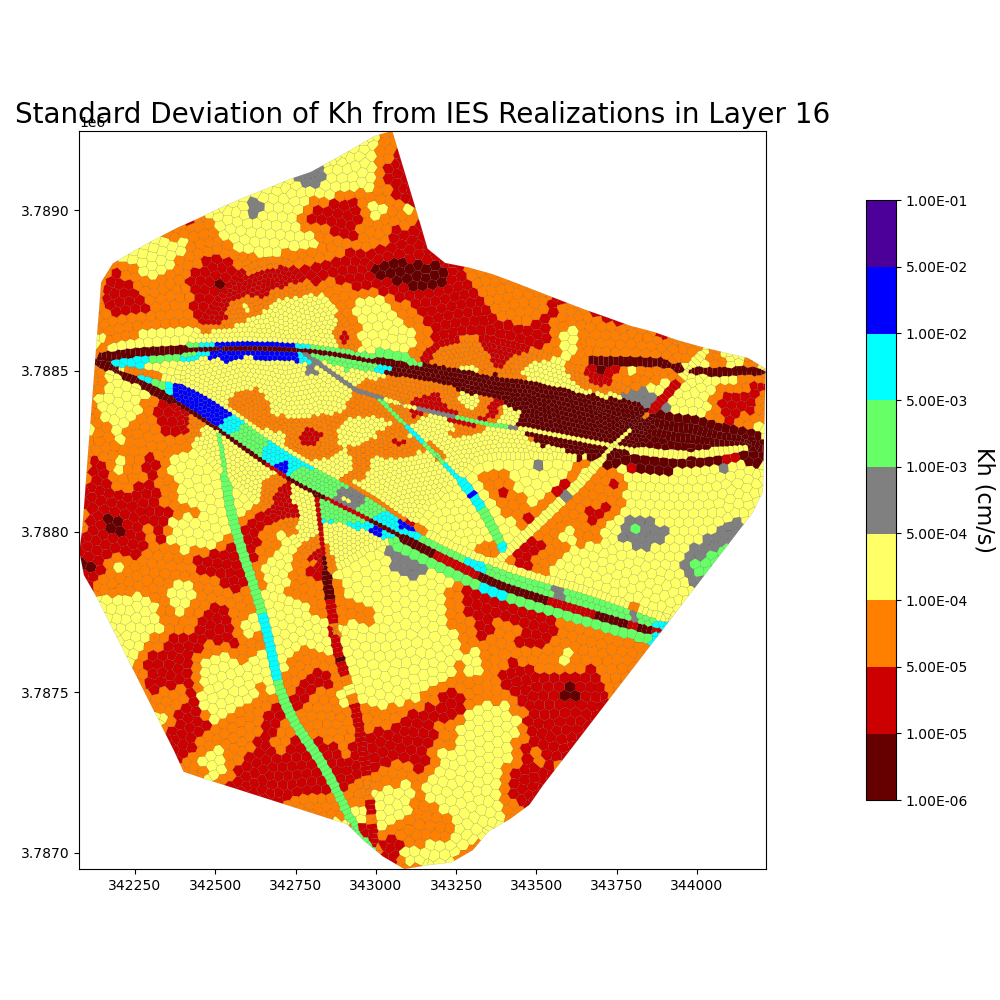 Standard Deviation of Kh from IES Realizations in Layer 16
1e6
3.7890
3.7885
3.7880
3.7875
3.7870
342250 342500 342750 343000 343250 343500 343750 344000
1.00E-01
5.00E-02
1.00E-02
5.00E-03
1.00E-03
5.00E-04
1.00E-04
5.00E-05
1.00E-05
1.00E-06
Kh (cm/s)